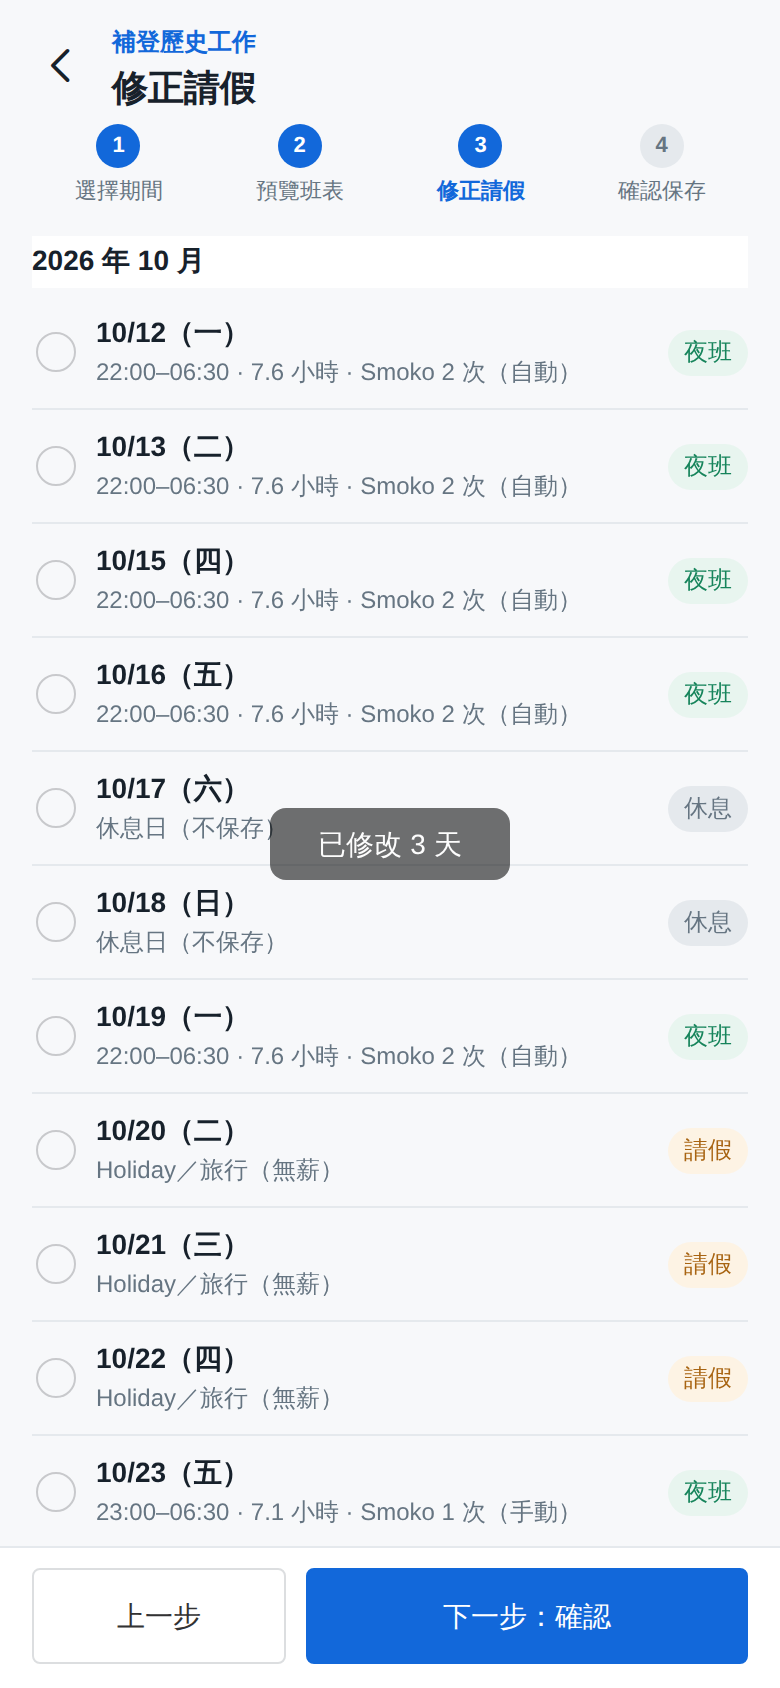 補登歷史工作
修正請假
1
2
3
4
選擇期間
預覽班表
修正請假
確認保存
2026 年 10 月
10/12（一）
22:00–06:30 · 7.6 小時 · Smoko 2 次（自動）
夜班
10/13（二）
22:00–06:30 · 7.6 小時 · Smoko 2 次（自動）
夜班
10/15（四）
22:00–06:30 · 7.6 小時 · Smoko 2 次（自動）
夜班
10/16（五）
22:00–06:30 · 7.6 小時 · Smoko 2 次（自動）
夜班
10/17（六）
休息日（不保存）
休息
已修改 3 天
10/18（日）
休息日（不保存）
休息
10/19（一）
22:00–06:30 · 7.6 小時 · Smoko 2 次（自動）
夜班
10/20（二）
Holiday／旅行（無薪）
請假
10/21（三）
Holiday／旅行（無薪）
請假
10/22（四）
Holiday／旅行（無薪）
請假
10/23（五）
23:00–06:30 · 7.1 小時 · Smoko 1 次（手動）
夜班
上一步
下一步：確認